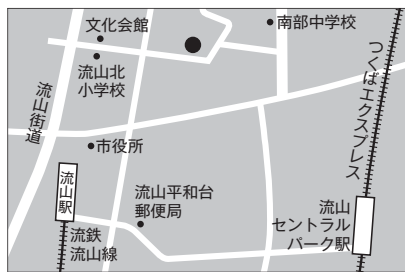 文化会館
南部中学校
流山北
小学校
つくばエクスプレス
流山街道
市役所
流山駅
流山平和台
郵便局
流山
セントラル
パーク駅
流鉄
流山線